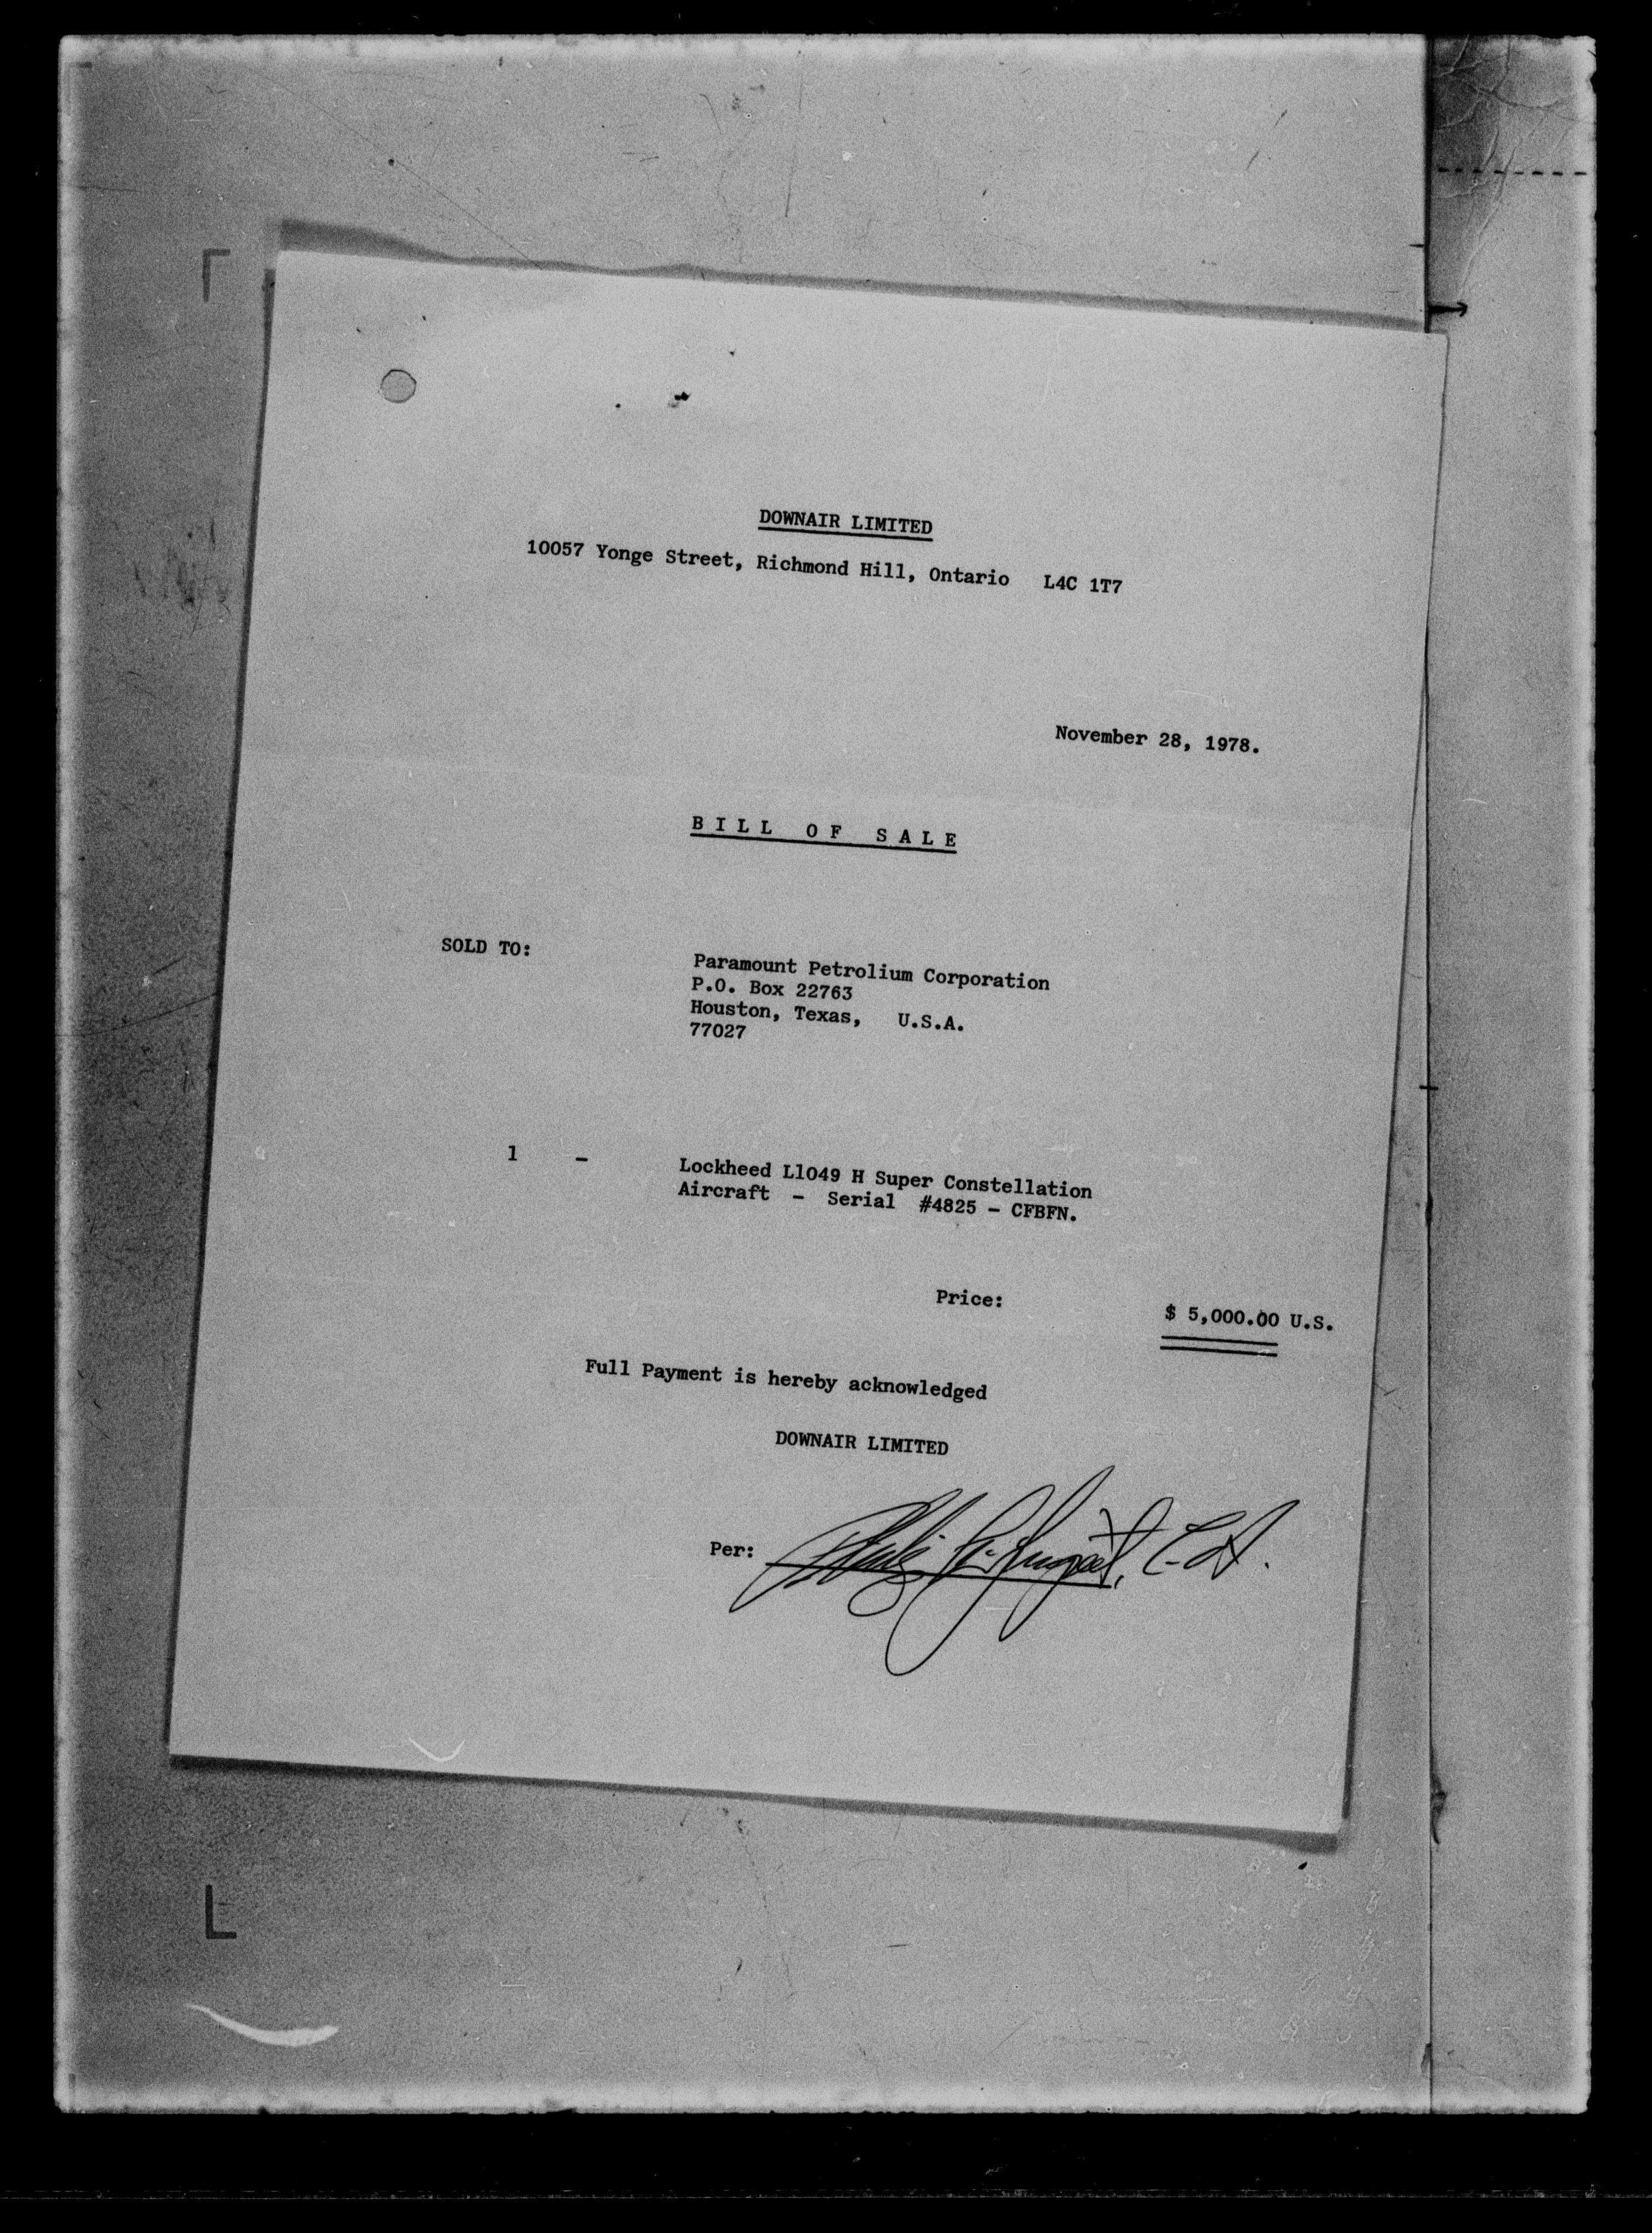 DOWNAIR LIMITED
10057 Yonge Street, Richmond Hill, Ontario L4C 1T7
November 28, 1978.
BILL OF SALE
SOLD TO:
Paramount Petrolium Corporation
P.O. Box 22763
Houston, Texas, U.S.A.
77027
1 - Lockheed L1049 H Super Constellation
Aircraft - Serial #4825 - CFBFN.
Price: $ 5,000.00 U.S.
Full Payment is hereby acknowledged
DOWNAIR LIMITED
Per: